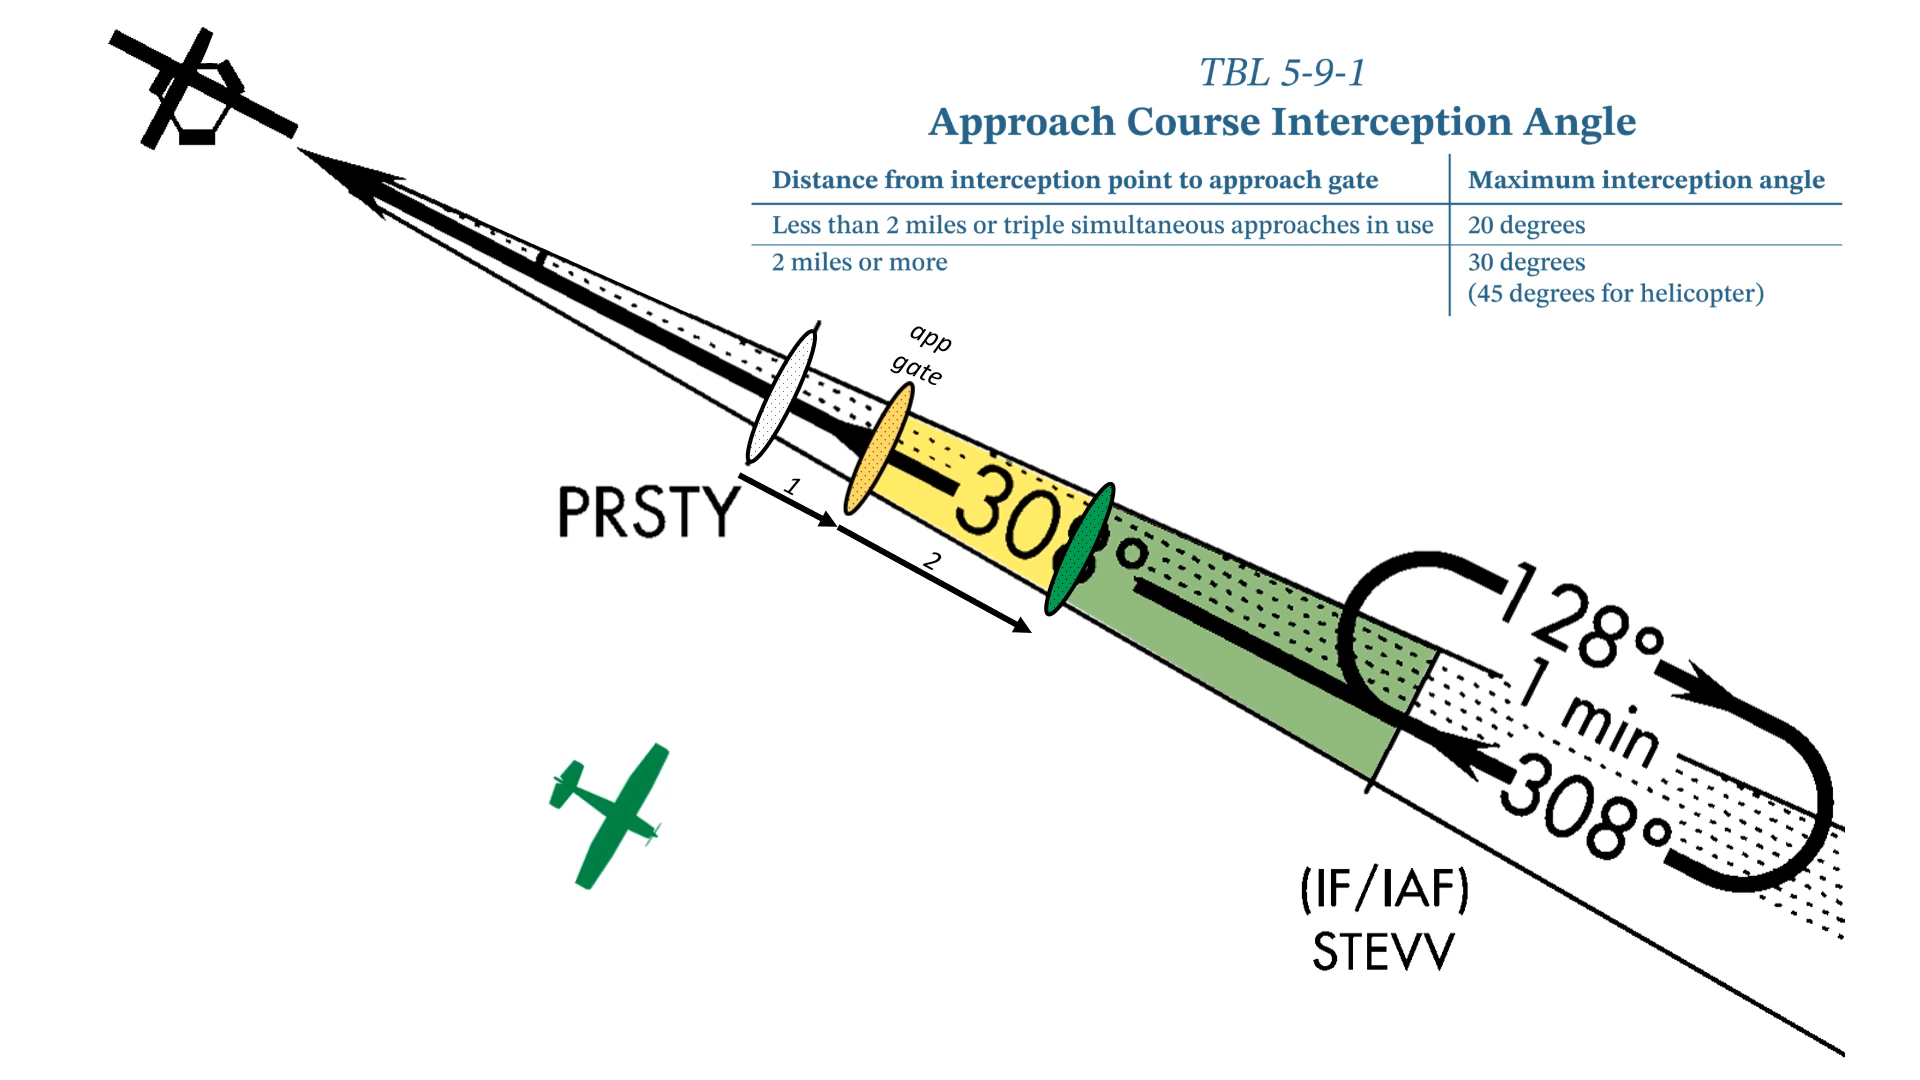 TBL 5-9-1
Approach Course Interception Angle
Distance from interception point to approach gate
Maximum interception angle
Less than 2 miles or triple simultaneous approaches in use
20 degrees
2 miles or more
30 degrees
(45 degrees for helicopter)
app
gate
PRSTY
1
2
308°
128°
1 min
308°
(IF/IAF)
STEVV